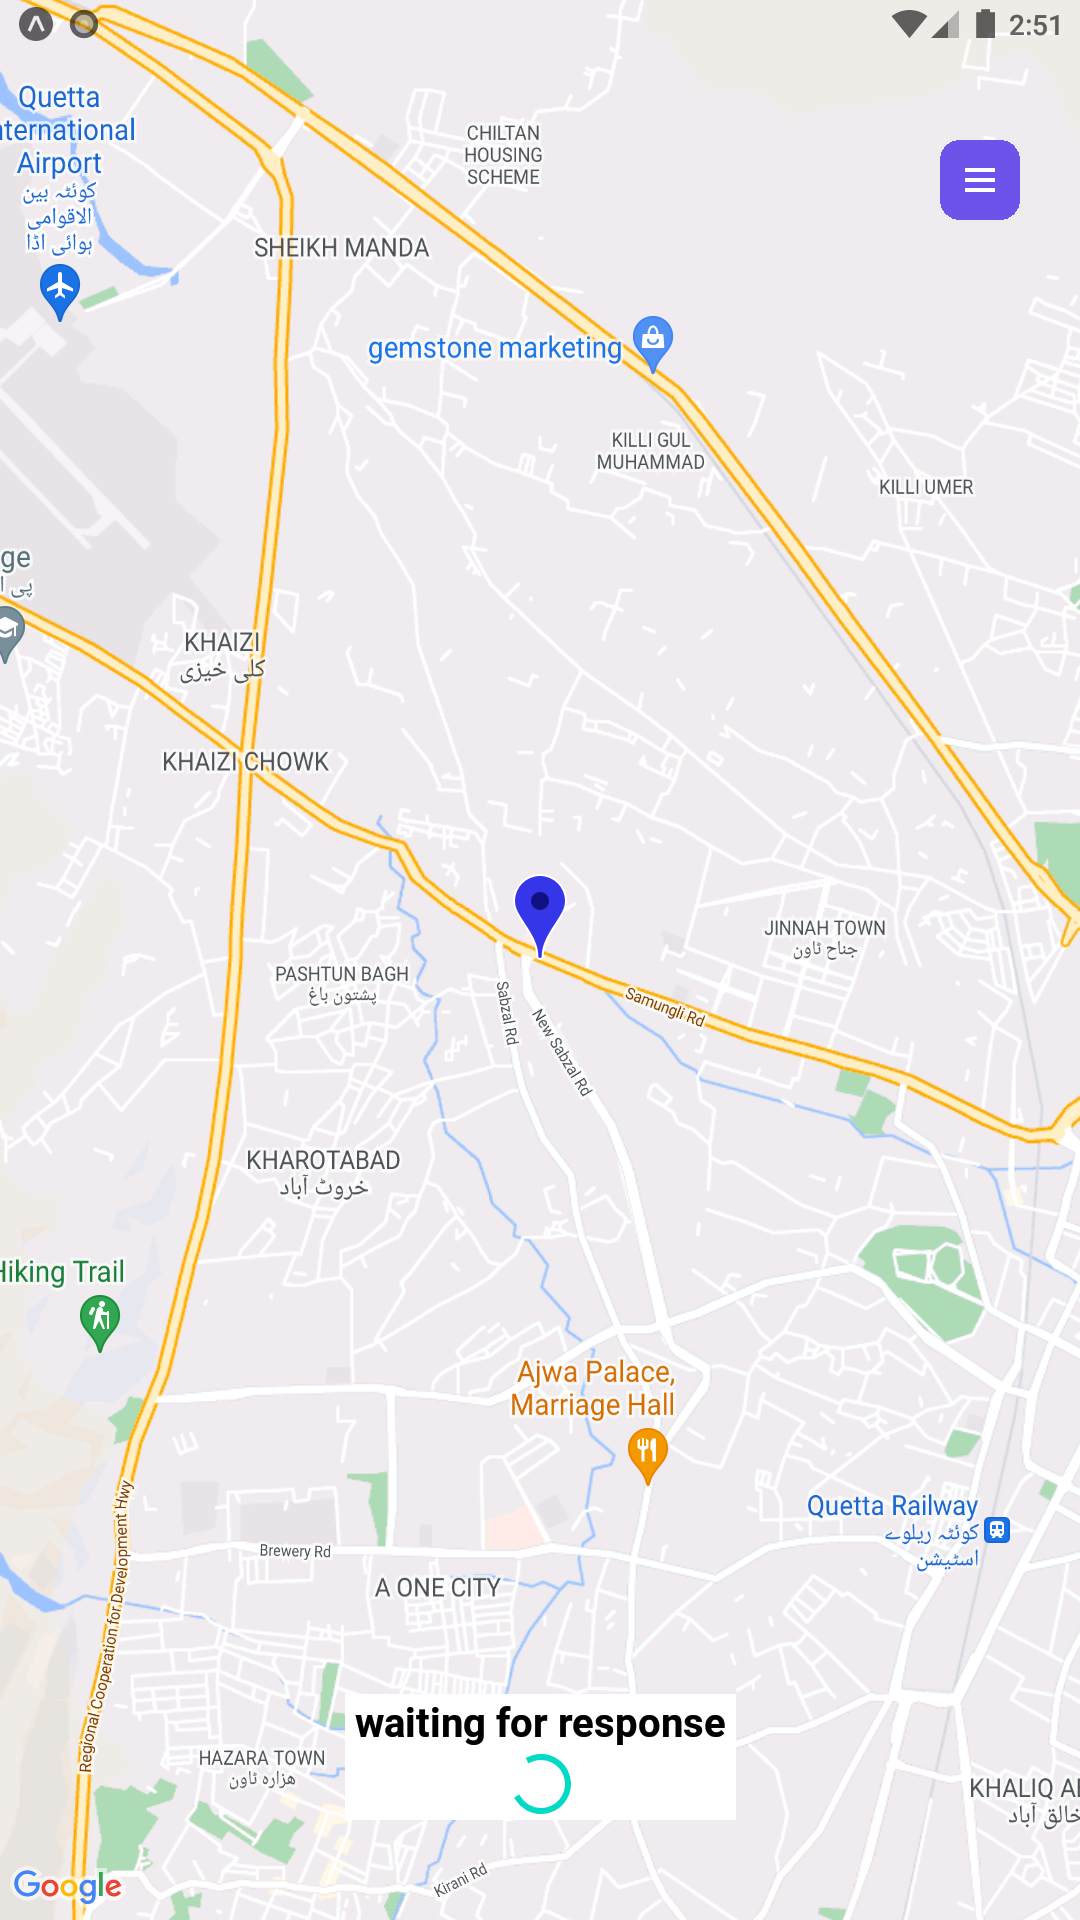 2:51
Quetta
nternational
Airport
کوئٹہ بین
الاقوامی
ہوائی اڈا
CHILTAN
HOUSING
SCHEME
SHEIKH MANDA
gemstone marketing
KILLI GUL
MUHAMMAD
KILLI UMER
ge
پی ا
KHAIZI
کلی خیزی
KHAIZI CHOWK
JINNAH TOWN
جناح ٹاون
PASHTUN BAGH
پشتون باغ
Sabzal Rd
New Sabzal Rd
Samungli Rd
KHAROTABAD
خروٹ آباد
Hiking Trail
Ajwa Palace,
Marriage Hall
Quetta Railway
کوئٹہ ریلوے
اسٹیشن
Brewery Rd
A ONE CITY
Regional Cooperation for Development Hwy
waiting for response
HAZARA TOWN
ھزارہ ٹاون
KHALIQ A
خالق آباد
Kirani Rd
Google